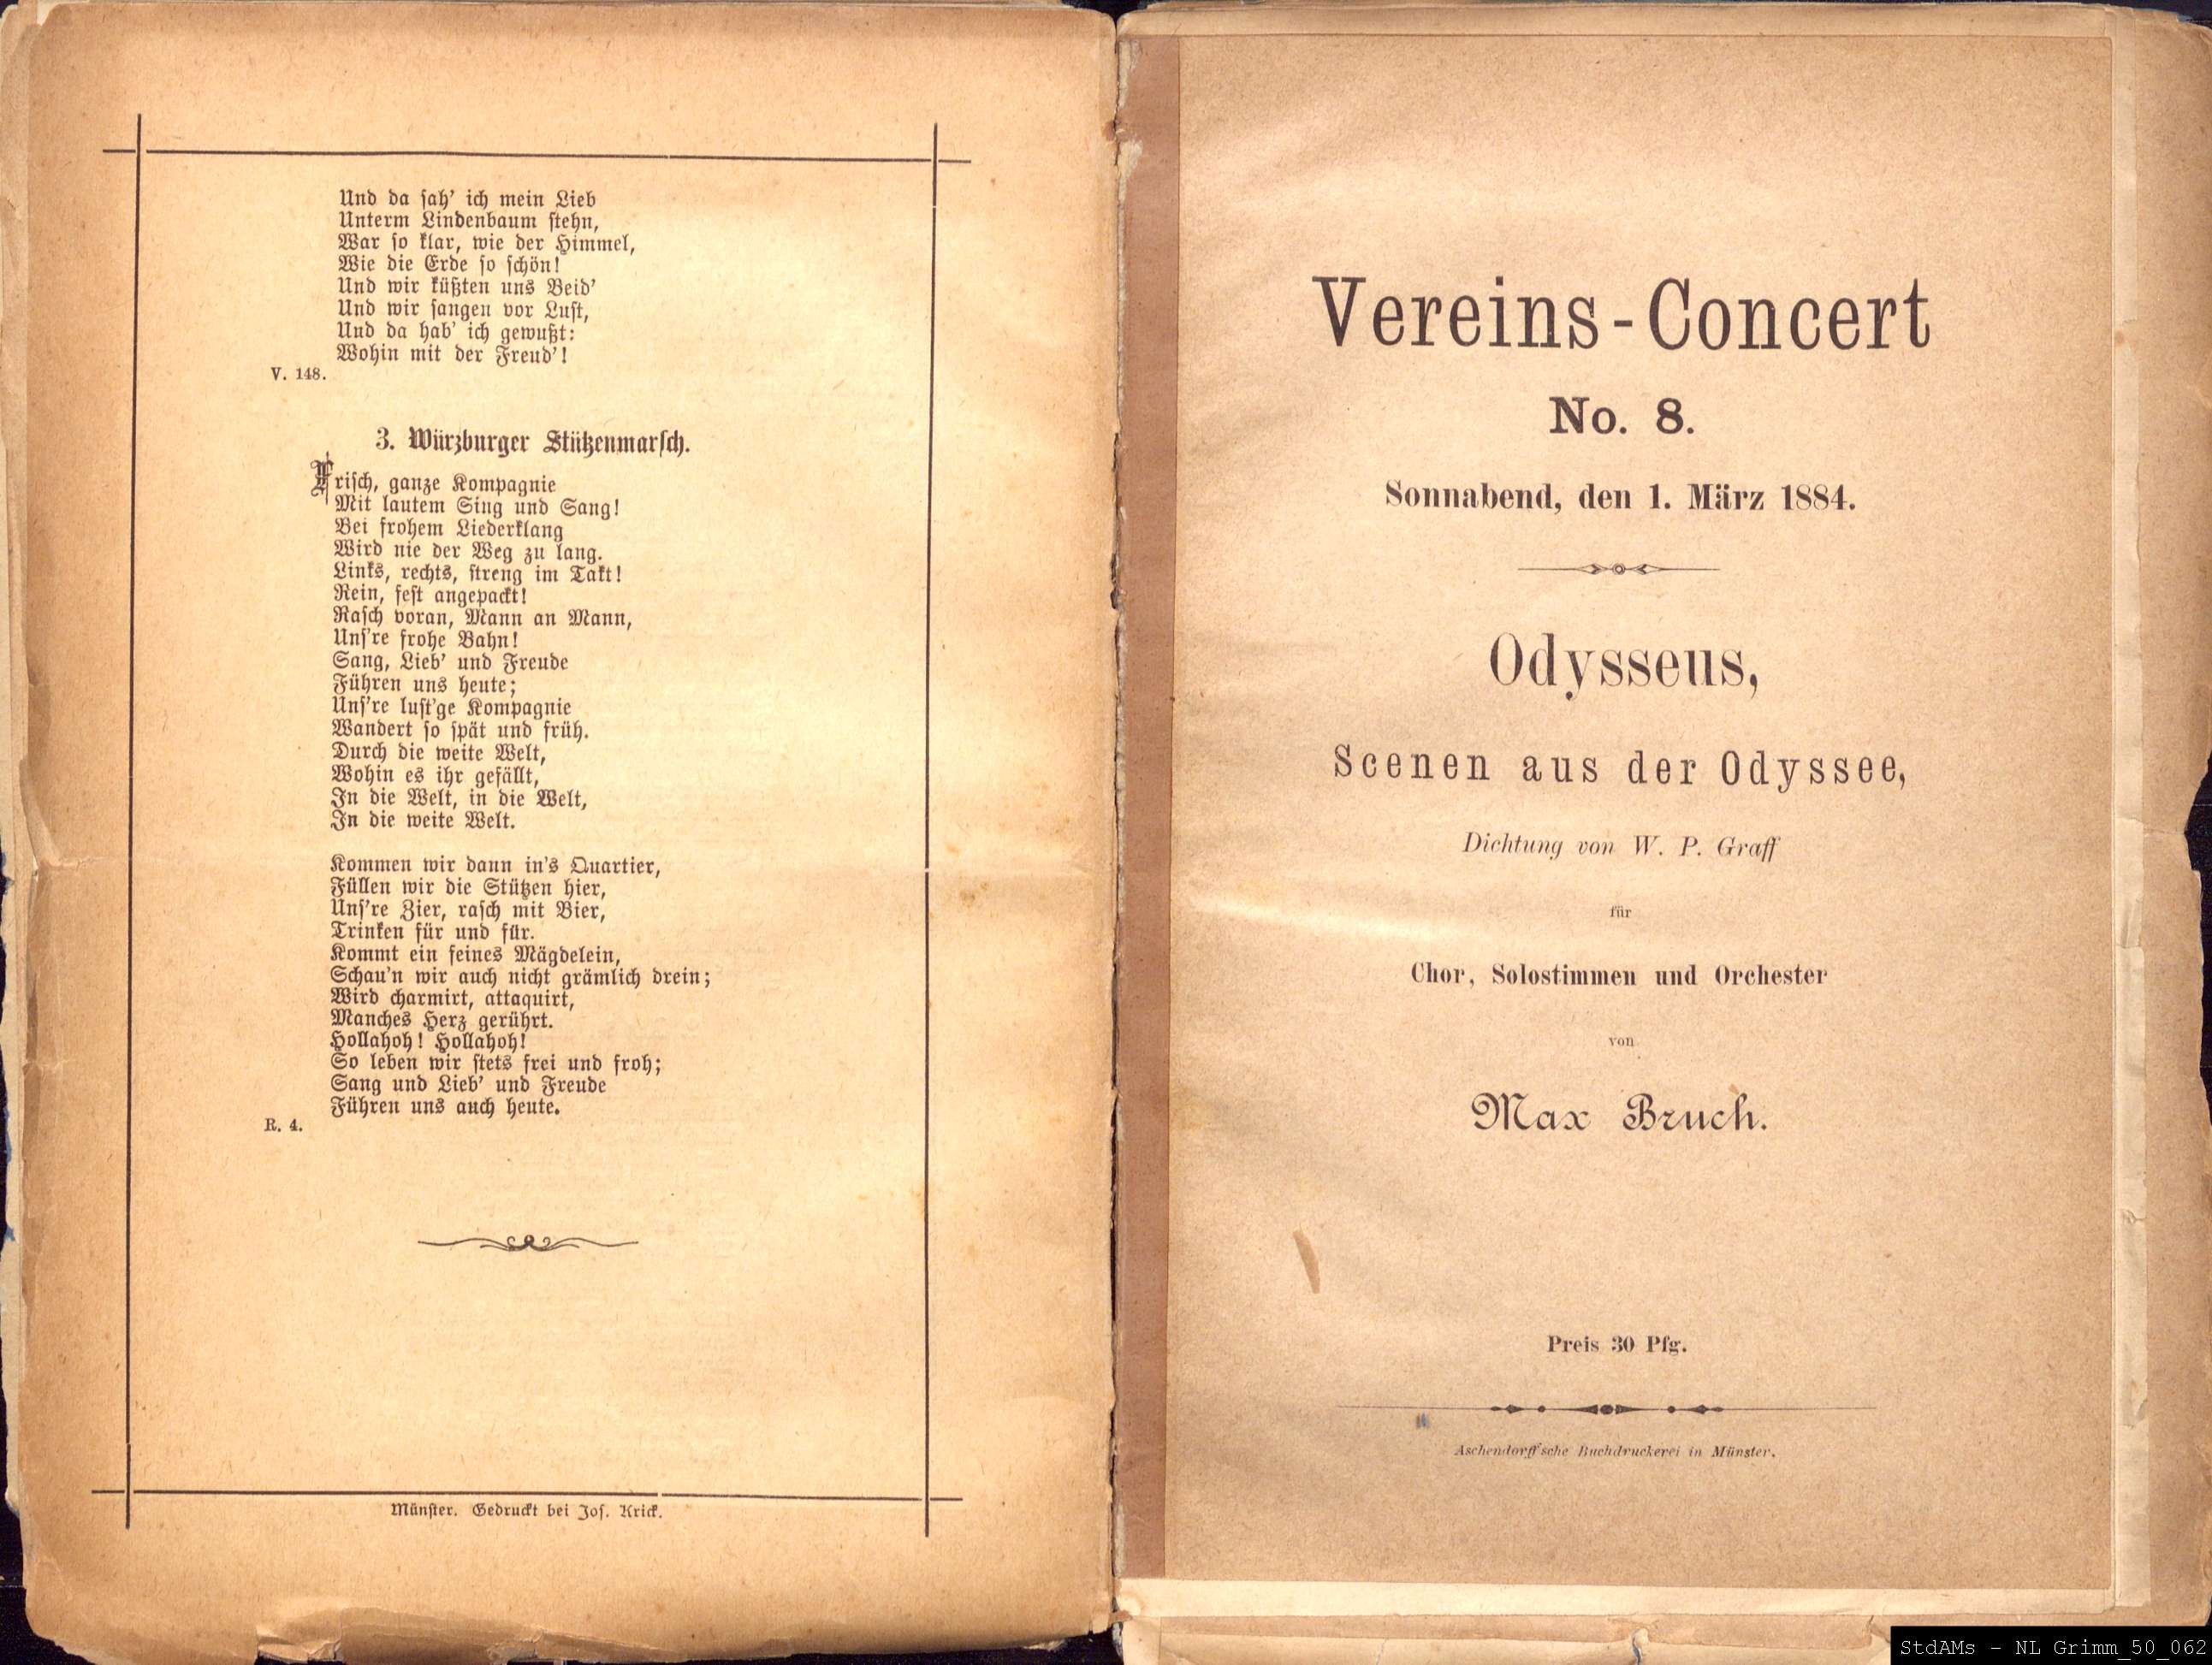 Und da sah' ich mein Lieb
Unterm Lindenbaum stehn,
War so klar, wie der Himmel,
Wie die Erde so schön!
Und wir küßten uns Beid'
Und wir sangen vor Lust,
Und da hab' ich gewußt:
Wohin mit der Freud'!
V. 148.
3. Würzburger Stützenmarsch.
Frisch, ganze Kompagnie
Mit lautem Sing und Sang!
Bei frohem Liederklang
Wird nie der Weg zu lang.
Links, rechts, streng im Takt!
Rein, fest angepackt!
Rasch voran, Mann an Mann,
Uns're frohe Bahn!
Sang, Lieb' und Freude
Führen uns heute;
Uns're lust'ge Kompagnie
Wandert so spät und früh.
Durch die weite Welt,
Wohin es ihr gefällt,
In die Welt, in die Welt,
In die weite Welt.
Kommen wir dann in's Quartier,
Füllen wir die Stützen hier,
Uns're Zier, rasch mit Bier,
Trinken für und für.
Kommt ein feines Mägdelein,
Schau'n wir auch nicht grämlich drein;
Wird charmirt, attaquirt,
Manches Herz gerührt.
Hollahoh! Hollahoh!
So leben wir stets frei und froh;
Sang und Lieb' und Freude
Führen uns auch heute.
R. 4.
Münster. Gedruckt bei Jos. Krick.
Vereins-Concert
No. 8.
Sonnabend, den 1. März 1884.
Odysseus,
Scenen aus der Odyssee,
Dichtung von W. P. Graff
für
Chor, Solostimmen und Orchester
von
Max Bruch.
Preis 30 Pfg.
Aschendorff'sche Buchdruckerei in Münster.
StdAMs - NL Grimm_50_062